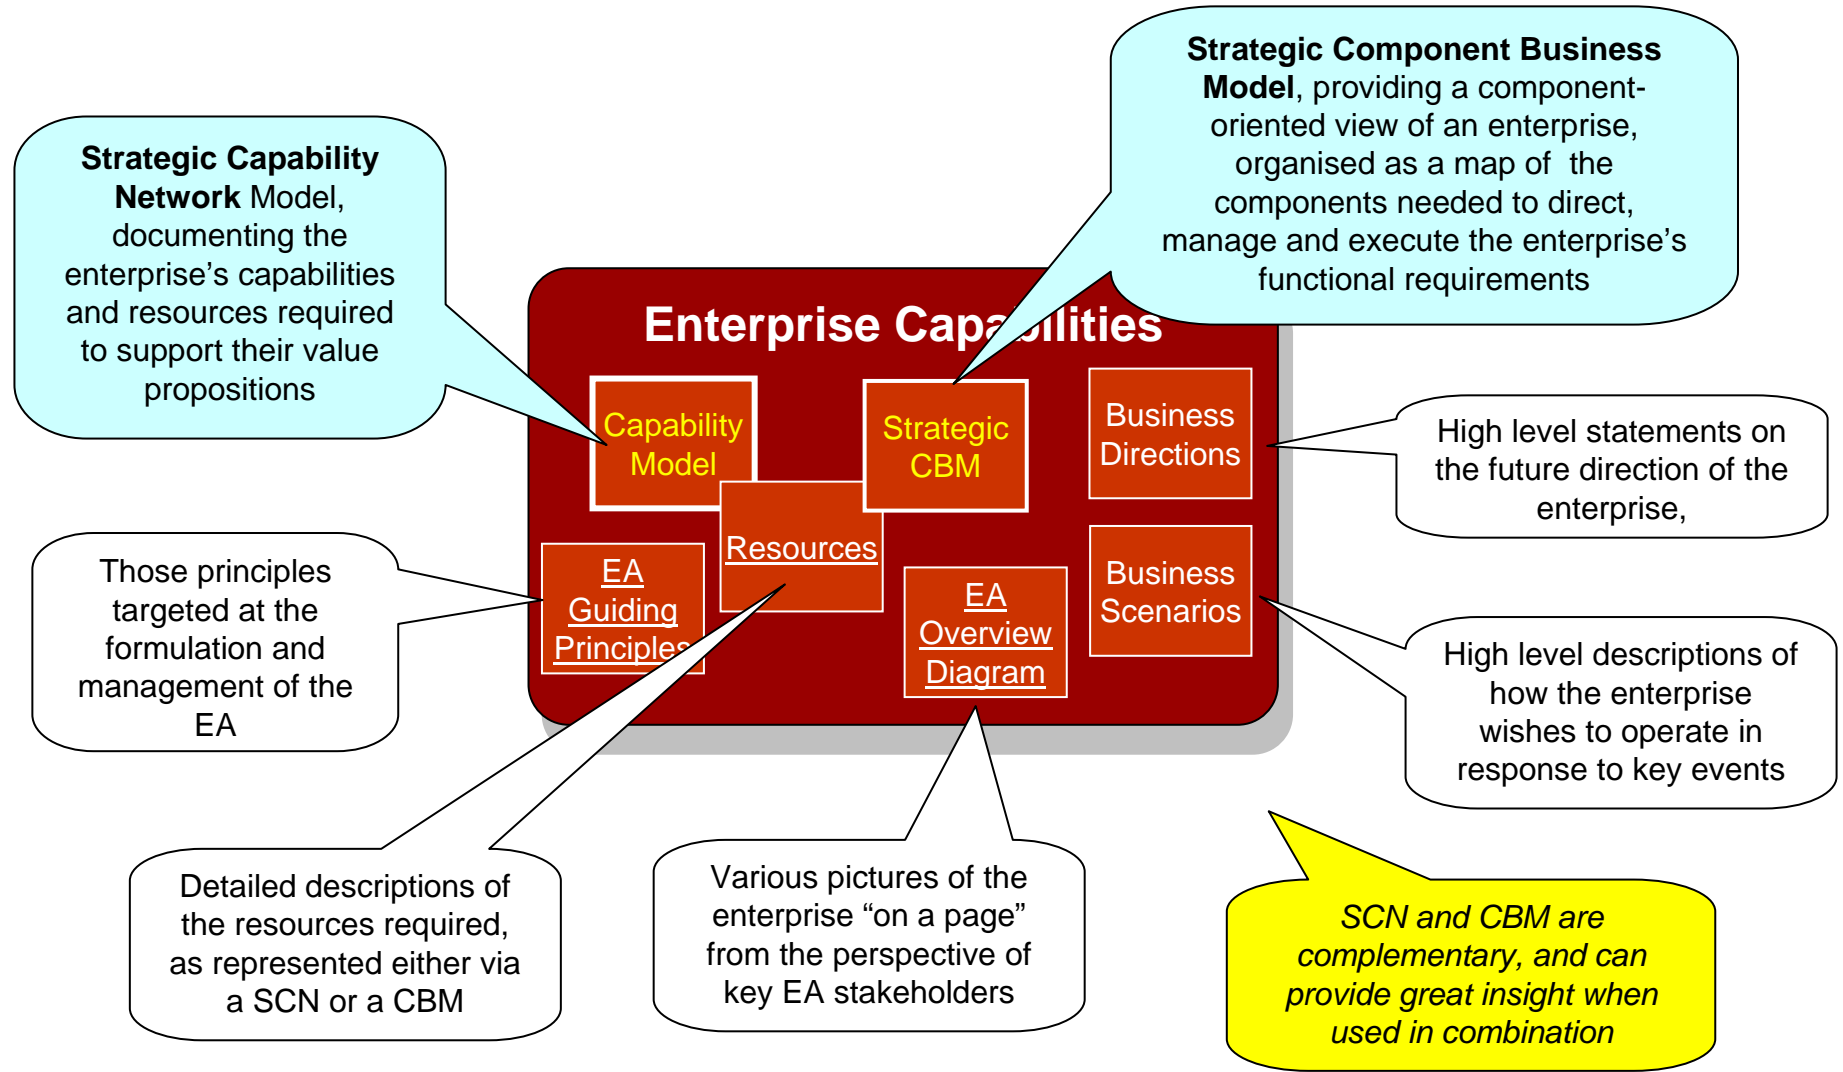 Strategic Component Business
Model, providing a component-
oriented view of an enterprise,
organised as a map of  the
components needed to direct,
manage and execute the enterprise’s
functional requirements
Strategic Capability
Network Model,
documenting the
enterprise’s capabilities
and resources required
to support their value
propositions
Enterprise Capabilities
Capability
Model
Strategic
CBM
Business
Directions
High level statements on
the future direction of the
enterprise,
Resources
EA
Guiding
Principles
EA
Overview
Diagram
Business
Scenarios
Those principles
targeted at the
formulation and
management of the
EA
High level descriptions of
how the enterprise
wishes to operate in
response to key events
Detailed descriptions of
the resources required,
as represented either via
a SCN or a CBM
Various pictures of the
enterprise “on a page”
from the perspective of
key EA stakeholders
SCN and CBM are
complementary, and can
provide great insight when
used in combination